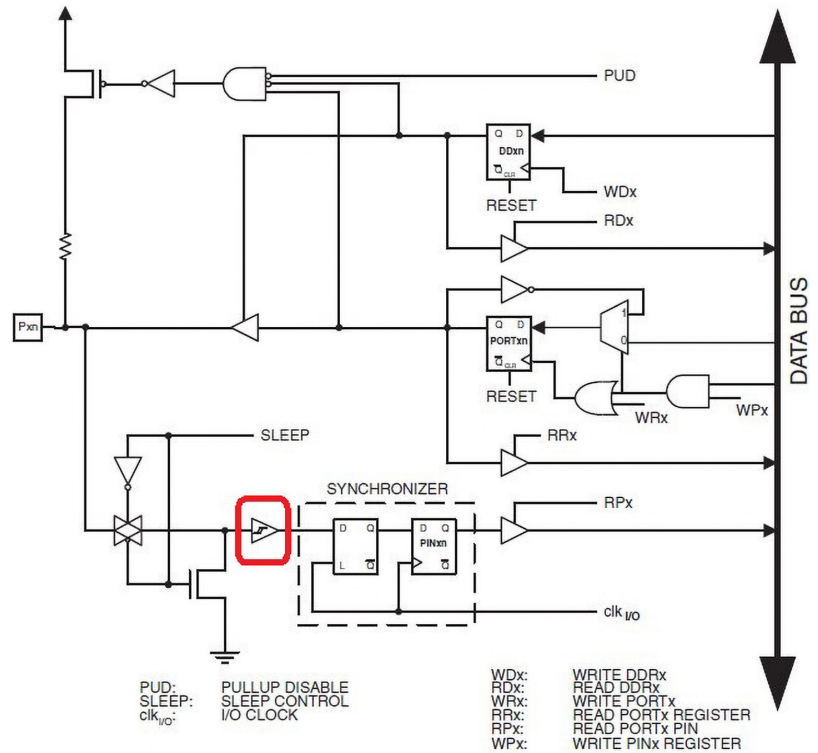 PUD
Q D
DDxn
Q CLR
WDx
RESET
RDx
1
Pxn
Q D
PORTxn
0
Q CLR
RESET
WRx
WPx
DATA BUS
SLEEP
RRx
SYNCHRONIZER
RPx
D Q
D Q
PINxn
L Q
Q
clk I/O
PUD: PULLUP DISABLE
SLEEP: SLEEP CONTROL
clkI/O: I/O CLOCK
WDx: WRITE DDRx
RDx: READ DDRx
WRx: WRITE PORTx
RRx: READ PORTx REGISTER
RPx: READ PORTx PIN
WPx: WRITE PINx REGISTER